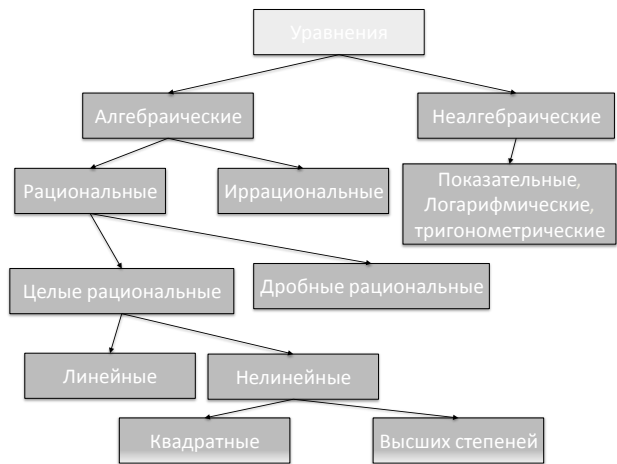 Уравнения
Алгебраические
Неалгебраические
Рациональные
Иррациональные
Показательные,
Логарифмические,
тригонометрические
Целые рациональные
Дробные рациональные
Линейные
Нелинейные
Квадратные
Высших степеней